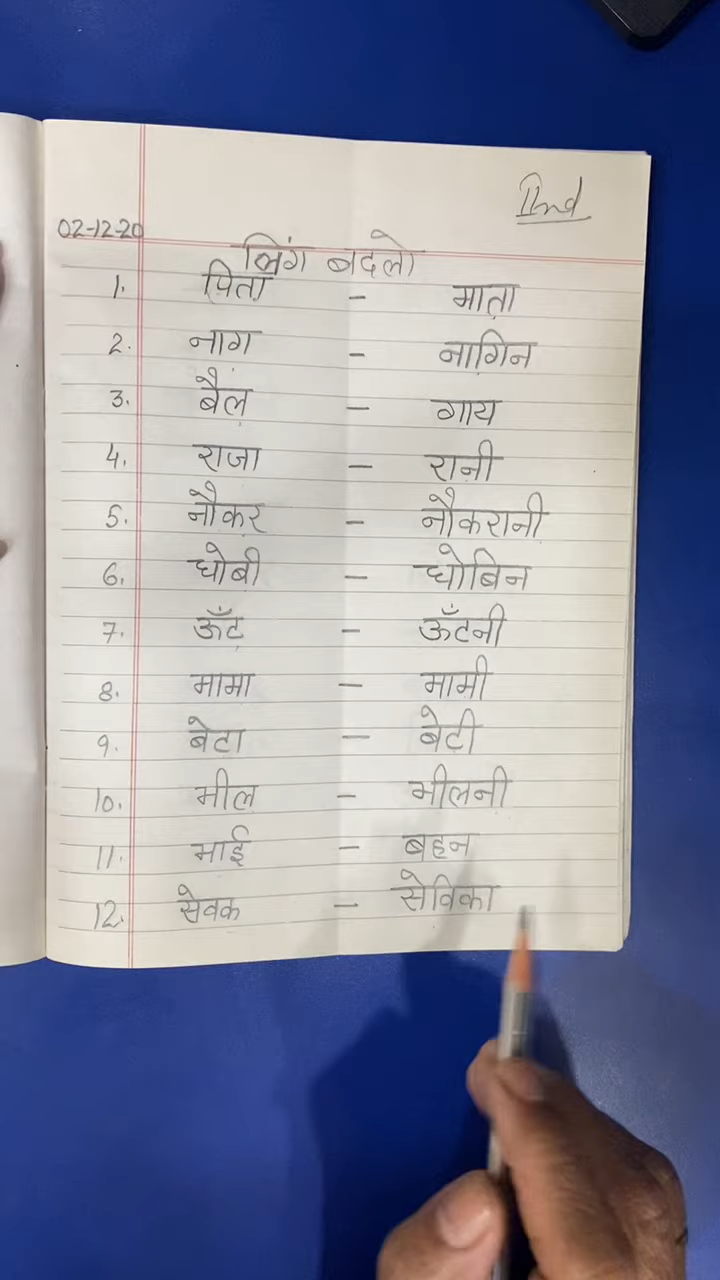 IInd
02-12-20
लिंग बदलो
1. पिता - माता
2. नाग - नागिन
3. बैल - गाय
4. राजा - रानी
5. नौकर - नौकरानी
6. धोबी - धोबिन
7. ऊँट - ऊँटनी
8. मामा - मामी
9. बेटा - बेटी
10. भील - भीलनी
11. भाई - बहन
12. सेवक - सेविका